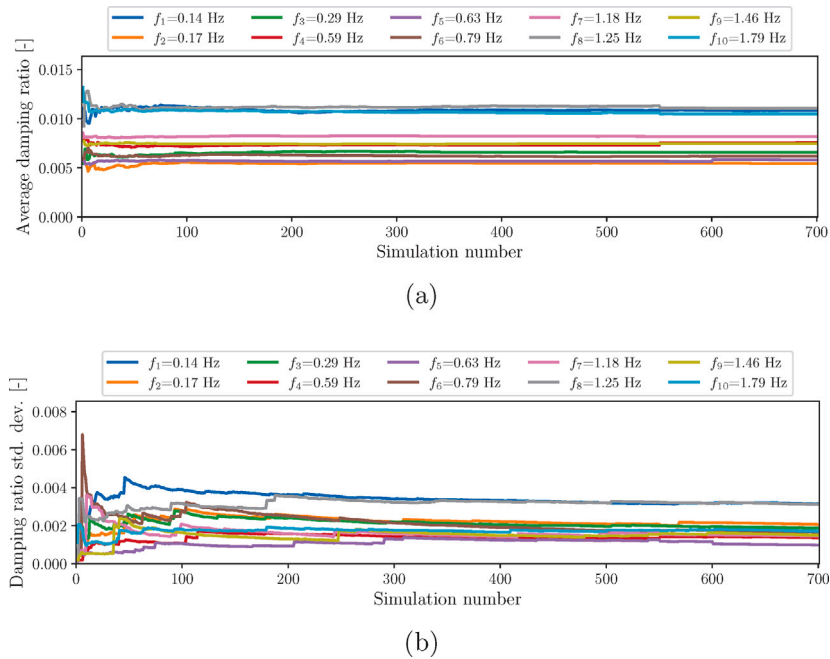 f₁=0.14 Hz f₃=0.29 Hz f₅=0.63 Hz f₇=1.18 Hz f₉=1.46 Hz
f₂=0.17 Hz f₄=0.59 Hz f₆=0.79 Hz f₈=1.25 Hz f₁₀=1.79 Hz
Average damping ratio [-]
0.015
0.010
0.005
0.000
0 100 200 300 400 500 600 700
Simulation number
(a)
f₁=0.14 Hz f₃=0.29 Hz f₅=0.63 Hz f₇=1.18 Hz f₉=1.46 Hz
f₂=0.17 Hz f₄=0.59 Hz f₆=0.79 Hz f₈=1.25 Hz f₁₀=1.79 Hz
Damping ratio std. dev. [-]
0.008
0.006
0.004
0.002
0.000
0 100 200 300 400 500 600 700
Simulation number
(b)